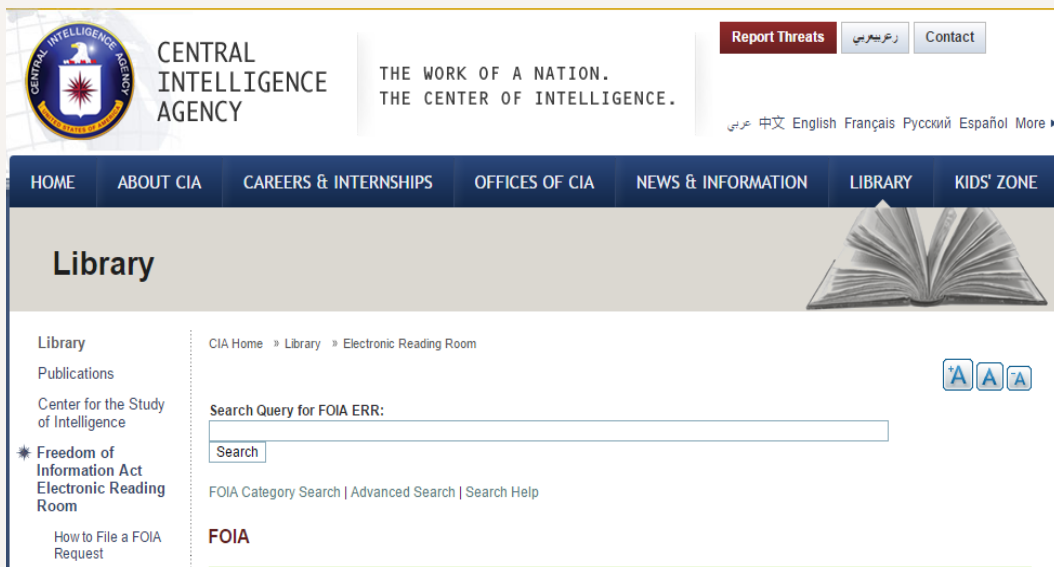 CENTRAL INTELLIGENCE AGENCY
UNITED STATES OF AMERICA
CENTRAL
INTELLIGENCE
AGENCY
THE WORK OF A NATION.
THE CENTER OF INTELLIGENCE.
Report Threats
Contact
عربي 中文 English Français Русский Español More
HOME ABOUT CIA CAREERS & INTERNSHIPS OFFICES OF CIA NEWS & INFORMATION LIBRARY KIDS' ZONE
Library
Library
Publications
Center for the Study
of Intelligence
Freedom of
Information Act
Electronic Reading
Room
How to File a FOIA
Request
CIA Home » Library » Electronic Reading Room
+A A -A
Search Query for FOIA ERR:
Search
FOIA Category Search | Advanced Search | Search Help
FOIA